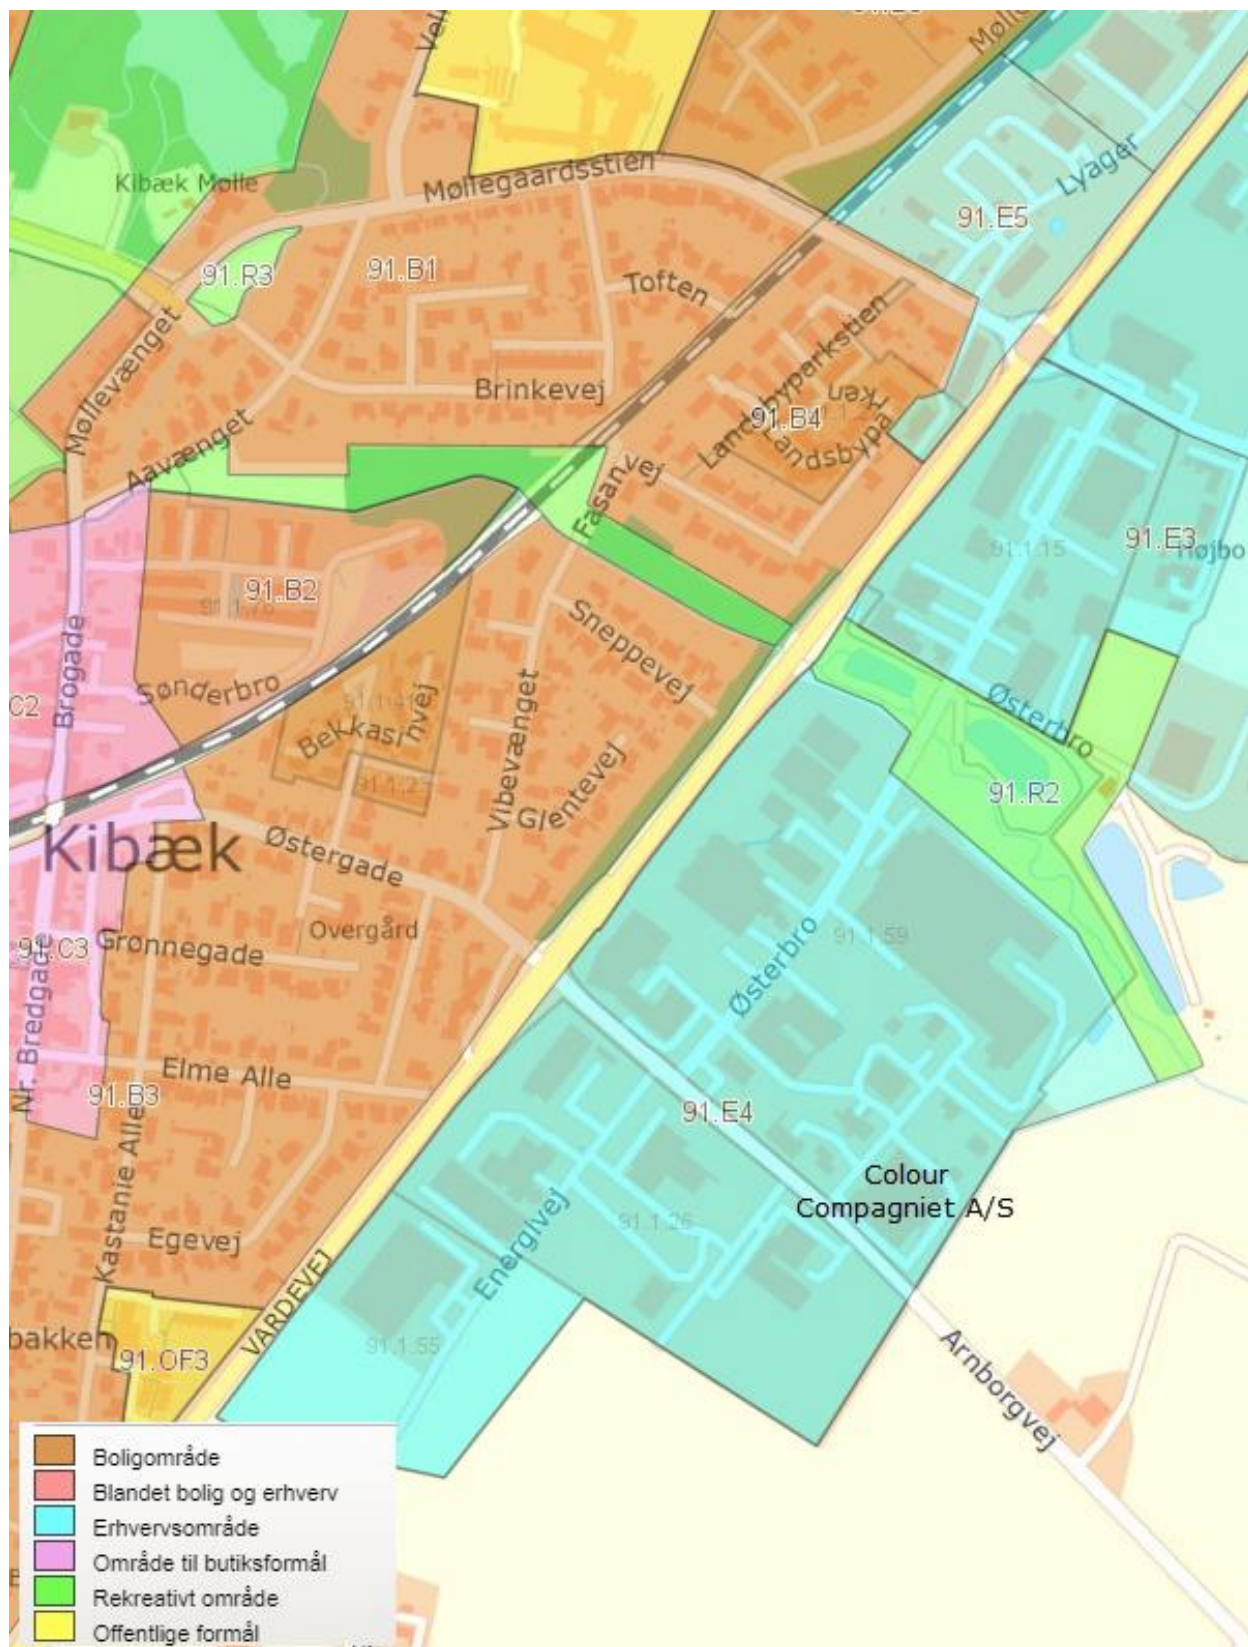 Lyager
Kibæk Mølle
Møllegaardsstien
91.E5
91.R3
91.B1
Toften
Møllevænget
Brinkevej
Landsbyparkstien
91.B4
Aavænget
Fasanvej
91.1.15
91.E3
Højbo
91.B2
Sneppevej
Brogade
Sønderbro
C2
Bekkasinvej
Østerbro
Vibevænget
91.R2
Glentevej
Kibæk
Østergade
Overgård
91.1.59
Grønnegade
91.C3
Østerbro
Nr. Bredgade
Elme Alle
91.B3
91.E4
Colour
Compagniet A/S
Kastanie Alle
91.1.26
Egevej
Energivej
VARDEVEJ
bakken
91.1.55
91.OF3
Arnborgvej
Boligområde
Blandet bolig og erhverv
Erhvervsområde
Område til butiksformål
Rekreativt område
Offentlige formål